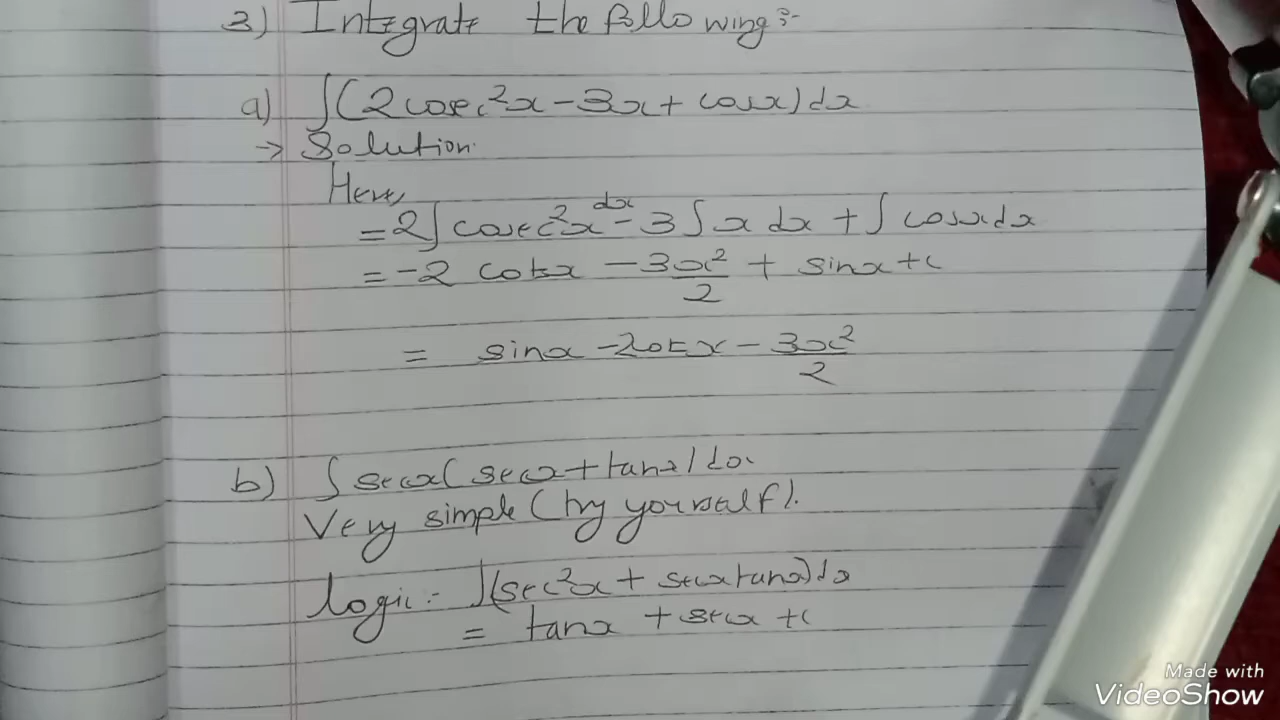 3) Integrate the following:-
a) ∫(2cosec²x - 3x + cosx)dx
→ Solution.
Here,
= 2∫cosec²x dx - 3∫x dx + ∫cosx dx
= -2 cotx - 3x²/2 + sinx + c
= sinx - 2cotx - 3x²/2
b) ∫secx(secx + tanx)dx
Very simple (try yourself).
logic:- ∫(sec²x + secx tanx)dx
= tanx + secx + c
Made with
VideoShow